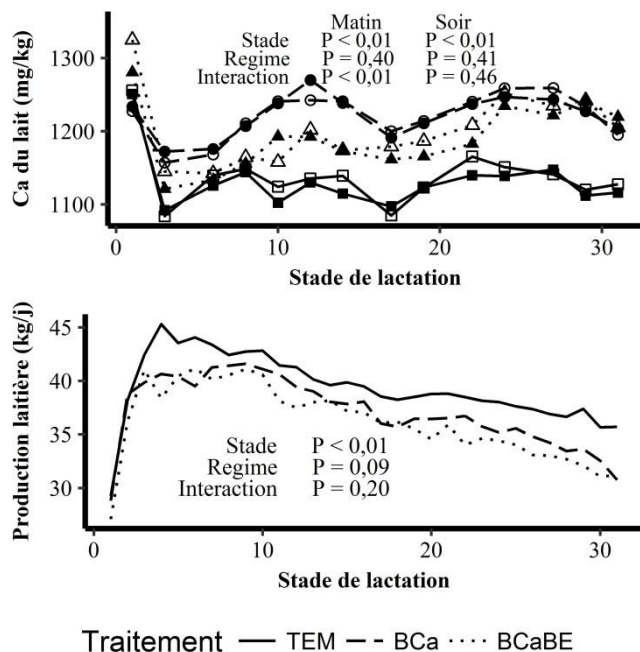 Matin Soir
Stade P < 0,01 P < 0,01
Regime P = 0,40 P = 0,41
Interaction P < 0,01 P = 0,46
Ca du lait (mg/kg)
1300
1200
1100
0 10 20 30
Stade de lactation
Production laitière (kg/j)
45
40
35
30
Stade P < 0,01
Regime P = 0,09
Interaction P = 0,20
0 10 20 30
Stade de lactation
Traitement TEM BCa BCaBE